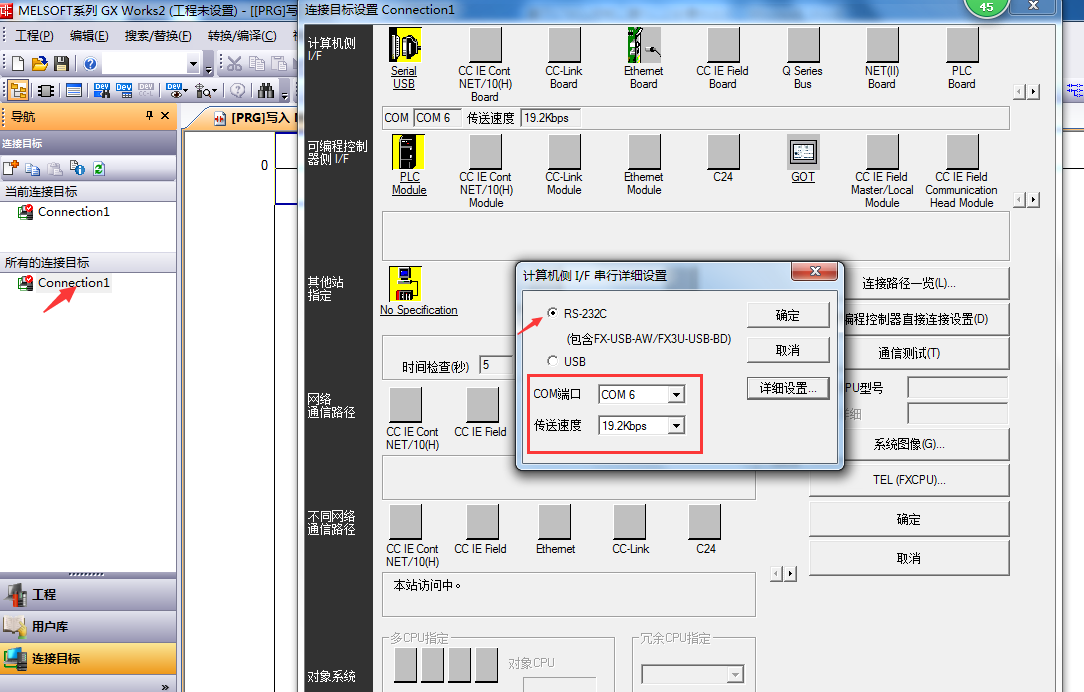 MELSOFT系列 GX Works2 (工程未设置) - [[PRG]写
连接目标设置 Connection1
45
工程(P) 编辑(E) 搜索/替换(F) 转换/编译(C)
导航
连接目标
当前连接目标
Connection1
所有的连接目标
Connection1
工程
用户库
连接目标
»
[PRG]写入
0
计算机侧
I/F
Serial
USB
CC IE Cont
NET/10(H)
Board
CC-Link
Board
Ethernet
Board
CC IE Field
Board
Q Series
Bus
NET(II)
Board
PLC
Board
COM COM 6 传送速度 19.2Kbps
可编程控制
器侧 I/F
PLC
Module
CC IE Cont
NET/10(H)
Module
CC-Link
Module
Ethernet
Module
C24
GOT
CC IE Field
Master/Local
Module
CC IE Field
Communication
Head Module
其他站
指定
No Specification
时间检查(秒) 5
网络
通信路径
CC IE Cont
NET/10(H)
CC IE Field
不同网络
通信路径
CC IE Cont
NET/10(H)
CC IE Field
Ethernet
CC-Link
C24
本站访问中。
对象系统
多CPU指定
对象CPU
冗余CPU指定
连接路径一览(L)...
编程控制器直接连接设置(D)
通信测试(T)
PU型号
详细
系统图像(G)...
TEL (FXCPU)...
确定
取消
计算机侧 I/F 串行详细设置
RS-232C
(包含FX-USB-AW/FX3U-USB-BD)
USB
COM端口 COM 6
传送速度 19.2Kbps
确定
取消
详细设置...